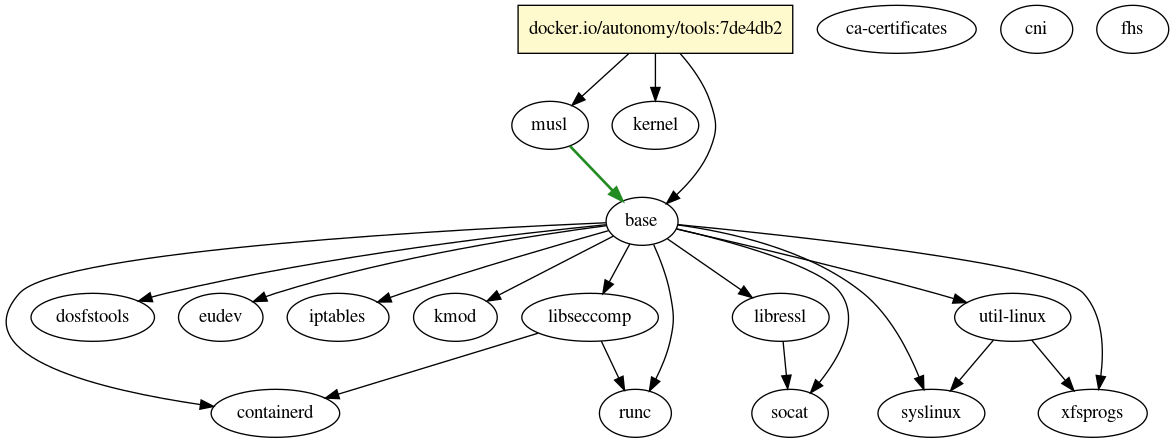 docker.io/autonomy/tools:7de4db2
ca-certificates
cni
fhs
musl
kernel
base
dosfstools
eudev
iptables
kmod
libseccomp
libressl
util-linux
containerd
runc
socat
syslinux
xfsprogs